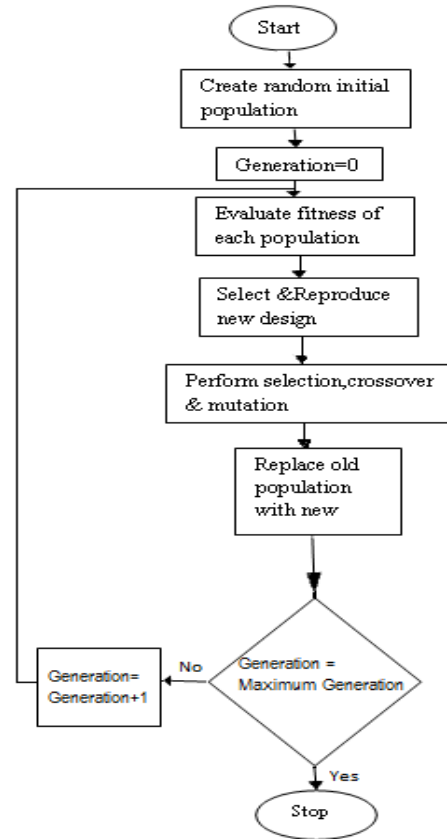 Start
Create random initial
population
Generation=0
Evaluate fitness of
each population
Select &Reproduce
new design
Perform selection,crossover
& mutation
Replace old
population
with new
Generation =
Maximum Generation
No
Generation=
Generation+1
Yes
Stop